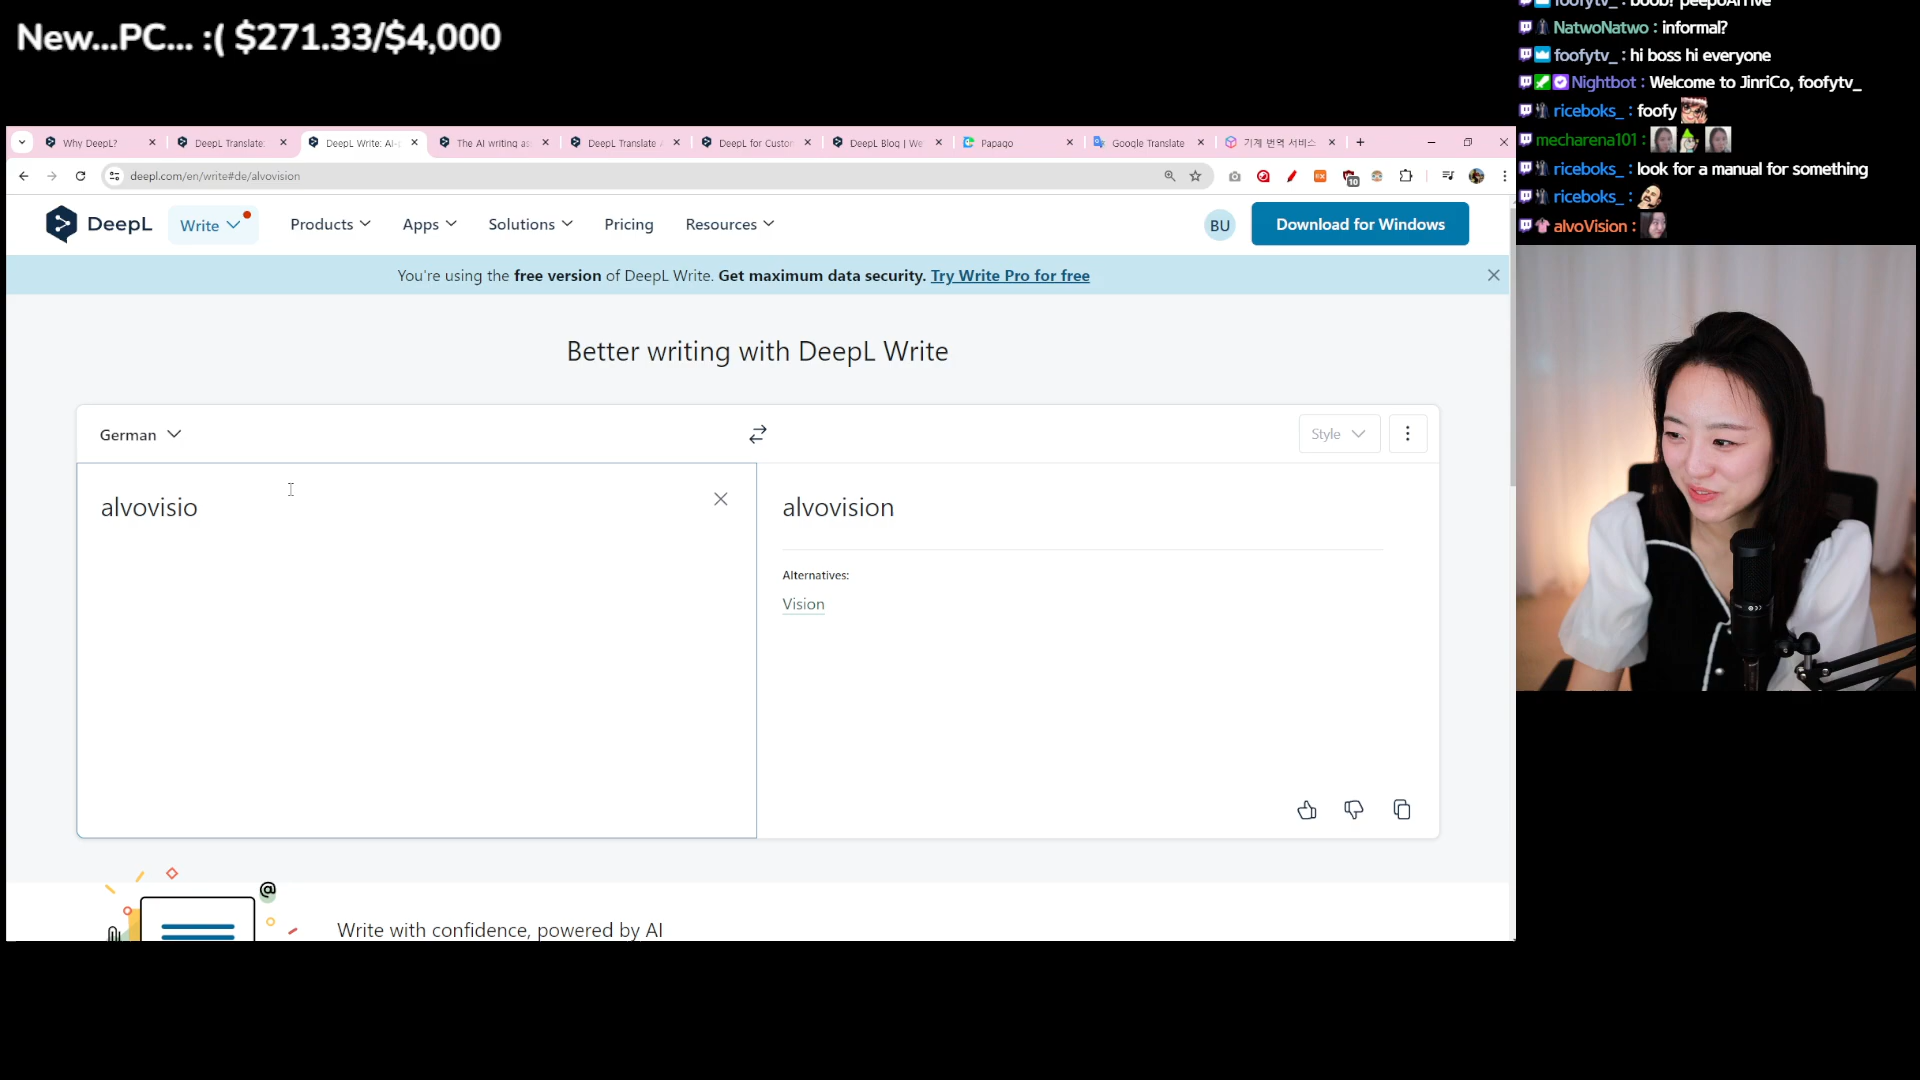 New...PC... :( $271.33/$4,000
foofytv_ : boob? peepoArrive
NatwoNatwo : informal?
foofytv_ : hi boss hi everyone
Nightbot : Welcome to JinriCo, foofytv_
riceboks_ : foofy
mecharena101 :
riceboks_ : look for a manual for something
riceboks_ :
alvoVision :
Why DeepL?
DeepL Translate:
DeepL Write: AI-
The AI writing as
DeepL Translate
DeepL for Custor
DeepL Blog | We
Papago
Google Translate
기계 번역 서비스
deepl.com/en/write#de/alvovision
10
DeepL
Write
Products
Apps
Solutions
Pricing
Resources
BU
Download for Windows
You're using the free version of DeepL Write. Get maximum data security. Try Write Pro for free
Better writing with DeepL Write
German
Style
alvovisio
alvovision
Alternatives:
Vision
@
Write with confidence, powered by AI